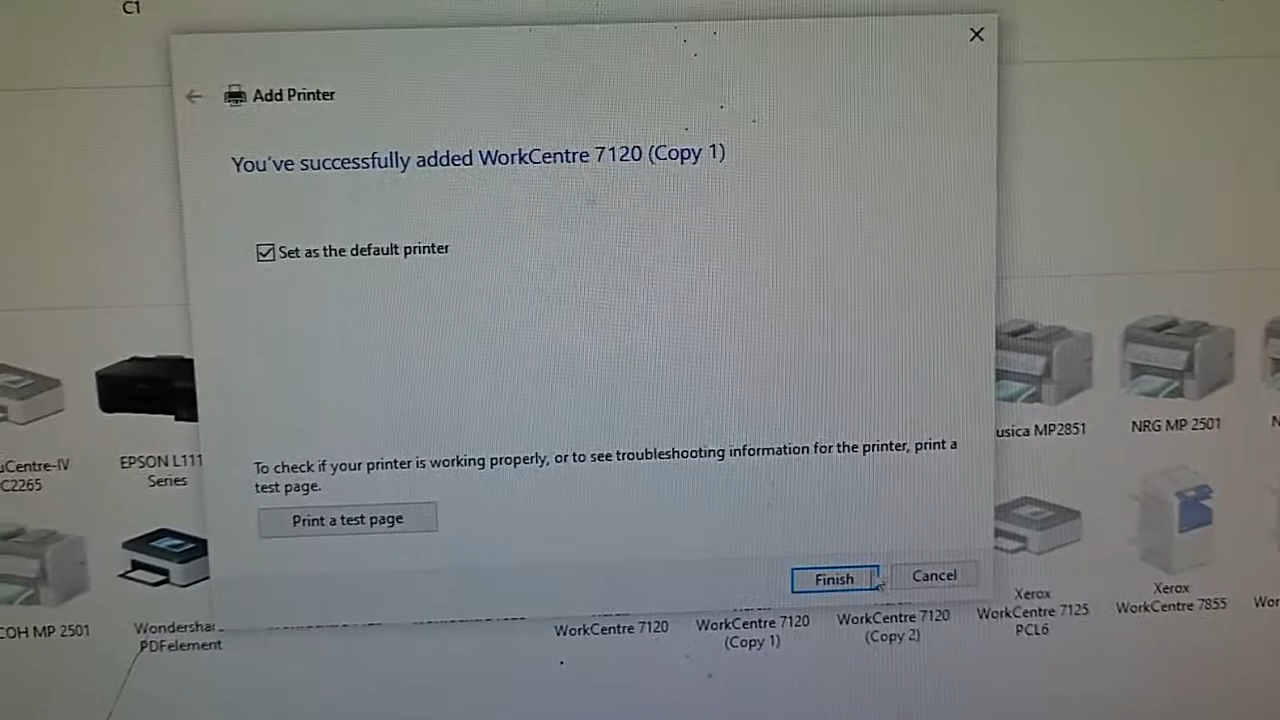 C1
Add Printer
You've successfully added WorkCentre 7120 (Copy 1)
Set as the default printer
To check if your printer is working properly, or to see troubleshooting information for the printer, print a
test page.
Print a test page
Finish
Cancel
uCentre-IV
C2265
EPSON L111
Series
usica MP2851
NRG MP 2501
N
COH MP 2501
Wondershar
PDFelement
WorkCentre 7120
WorkCentre 7120
(Copy 1)
WorkCentre 7120
(Copy 2)
Xerox
WorkCentre 7125
PCL6
Xerox
WorkCentre 7855
Wor